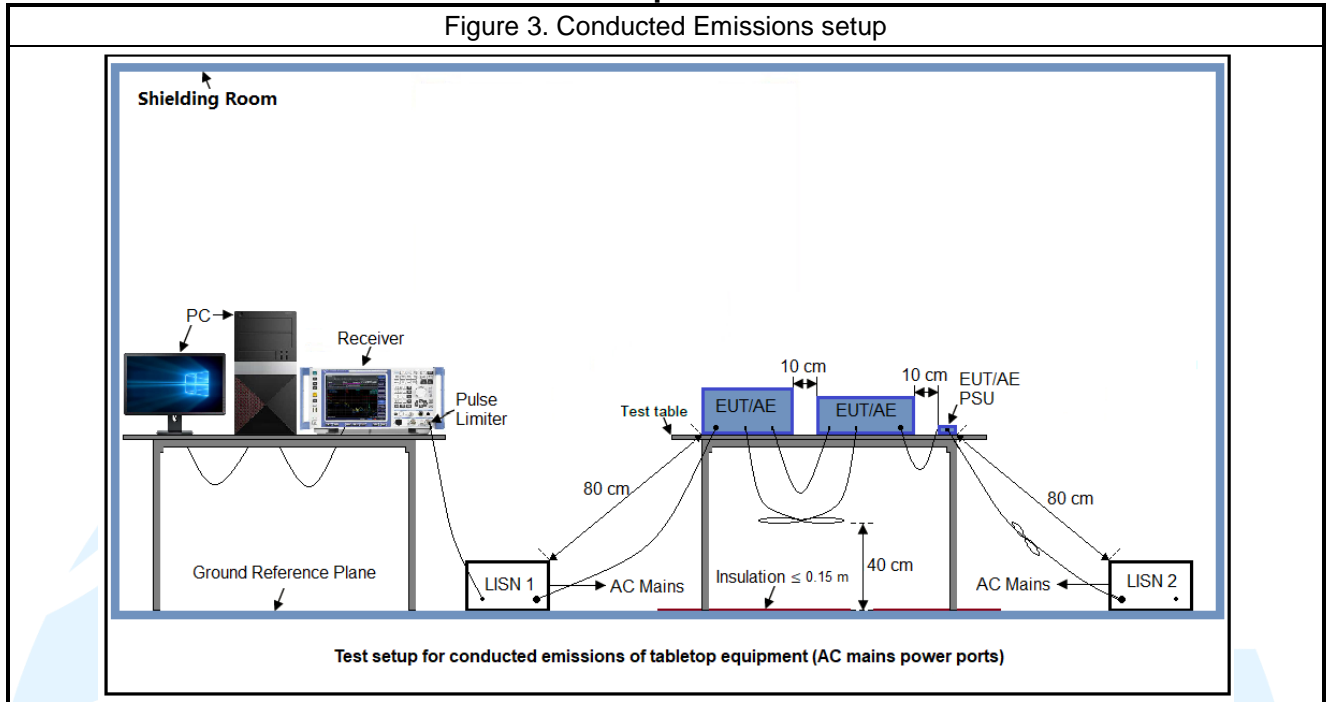 Figure 3. Conducted Emissions setup
Shielding Room
PC
Receiver
Pulse
Limiter
10 cm
10 cm
EUT/AE
PSU
Test table
EUT/AE
EUT/AE
80 cm
80 cm
40 cm
Ground Reference Plane
LISN 1
AC Mains
Insulation ≤ 0.15 m
AC Mains
LISN 2
Test setup for conducted emissions of tabletop equipment (AC mains power ports)